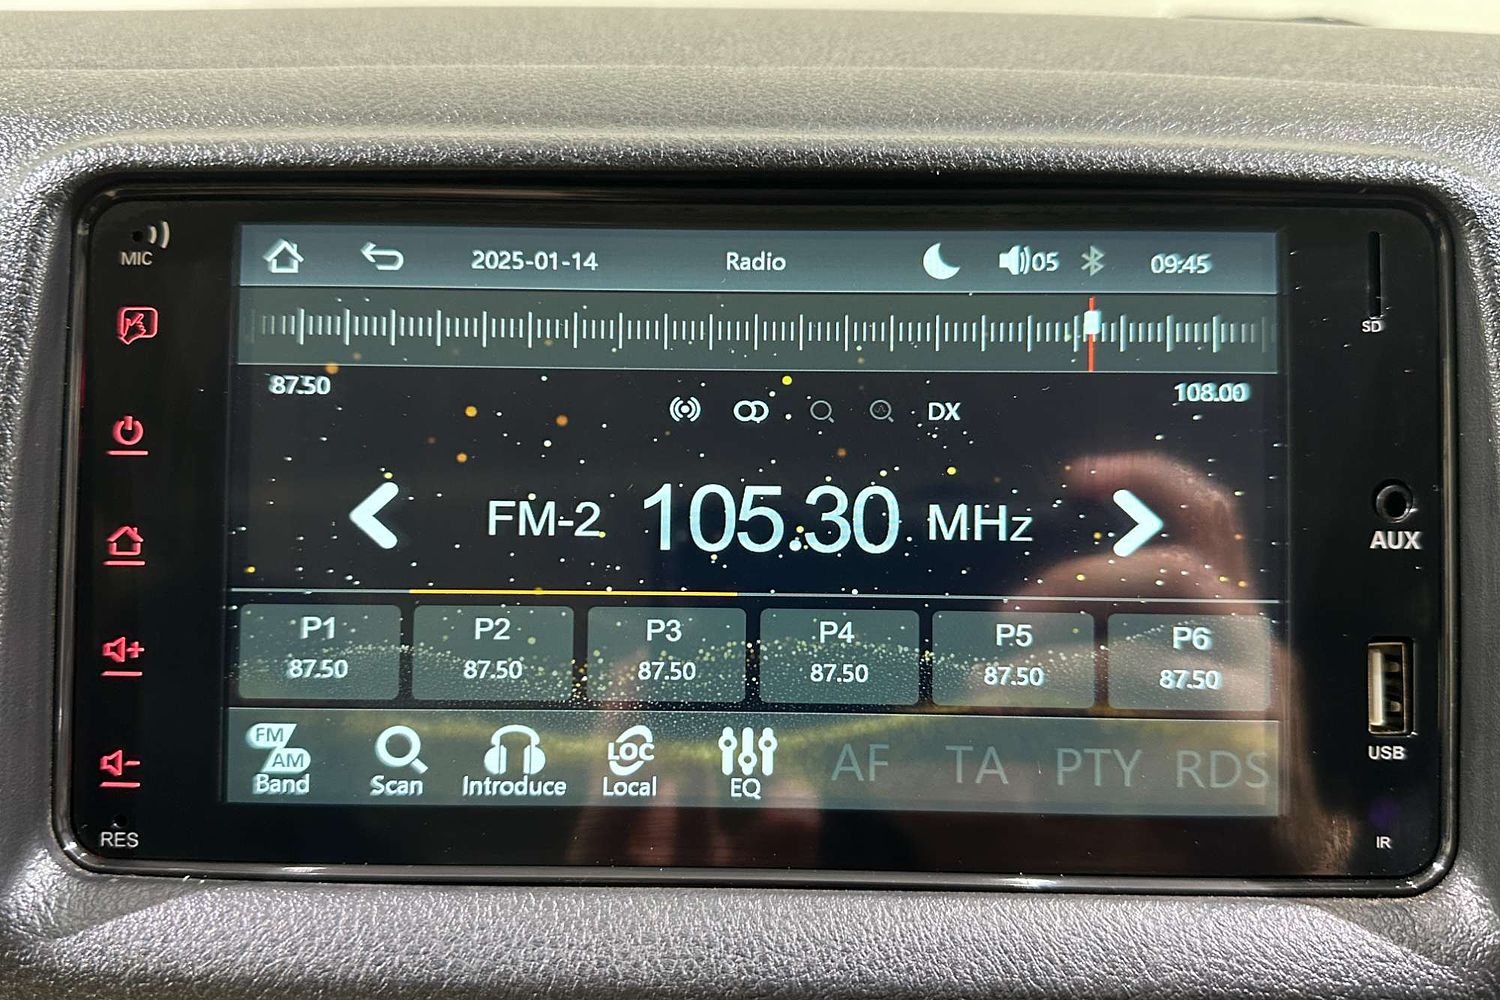 MIC
2025-01-14 Radio 05 09:45
SD
87.50 108.00
DX
FM-2 105.30 MHz
AUX
P1 P2 P3 P4 P5 P6
87.50 87.50 87.50 87.50 87.50 87.50
FM AM Band
Scan
Introduce
LOC Local
EQ
AF TA PTY RDS
USB
RES
IR